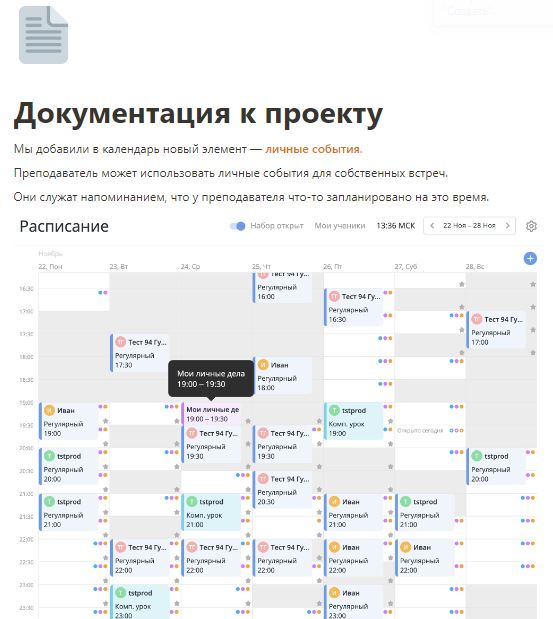 Документация к проекту
Мы добавили в календарь новый элемент — личные события.
Преподаватель может использовать личные события для собственных встреч.
Они служат напоминанием, что у преподавателя что-то запланировано на это время.
Расписание
Набор открыт Мои ученики 13:36 МСК 22 Ноя - 28 Ноя
Ноябрь
22, Пон 23, Вт 24, Ср 25, Чт 26, Пт 27, Суб 28, Вс
16:30
Тест 94 Гу...
Регулярный
16:00
Тест 94 Гу...
Регулярный
16:30
17:00
Тест 94 Гу...
Регулярный
17:00
17:30
Тест 94 Гу...
Регулярный
17:30
18:00
Иван
Регулярный
18:00
Мои личные дела
19:00 – 19:30
18:30
19:00
Иван
Регулярный
19:00
Мои личные де
19:00 – 19:30
tstprod
Комп. урок
19:00
19:30
Тест 94 Гу...
Регулярный
19:30
Тест 94 Гу...
Регулярный
19:30
Открыто сегодня
20:00
tstprod
Регулярный
20:00
tstprod
Регулярный
20:00
20:30
Тест 94 Гу...
Регулярный
20:30
21:00
tstprod
Регулярный
21:00
tstprod
Комп. урок
21:00
Иван
Регулярный
21:00
tstprod
Регулярный
21:00
21:30
22:00
Тест 94 Гу...
Регулярный
22:00
Тест 94 Гу...
Регулярный
22:00
Тест 94 Гу...
Регулярный
22:00
Иван
Регулярный
22:00
Иван
Регулярный
22:00
22:30
23:00
tstprod
Комп. урок
23:00
Иван
Регулярный
23:00
23:30